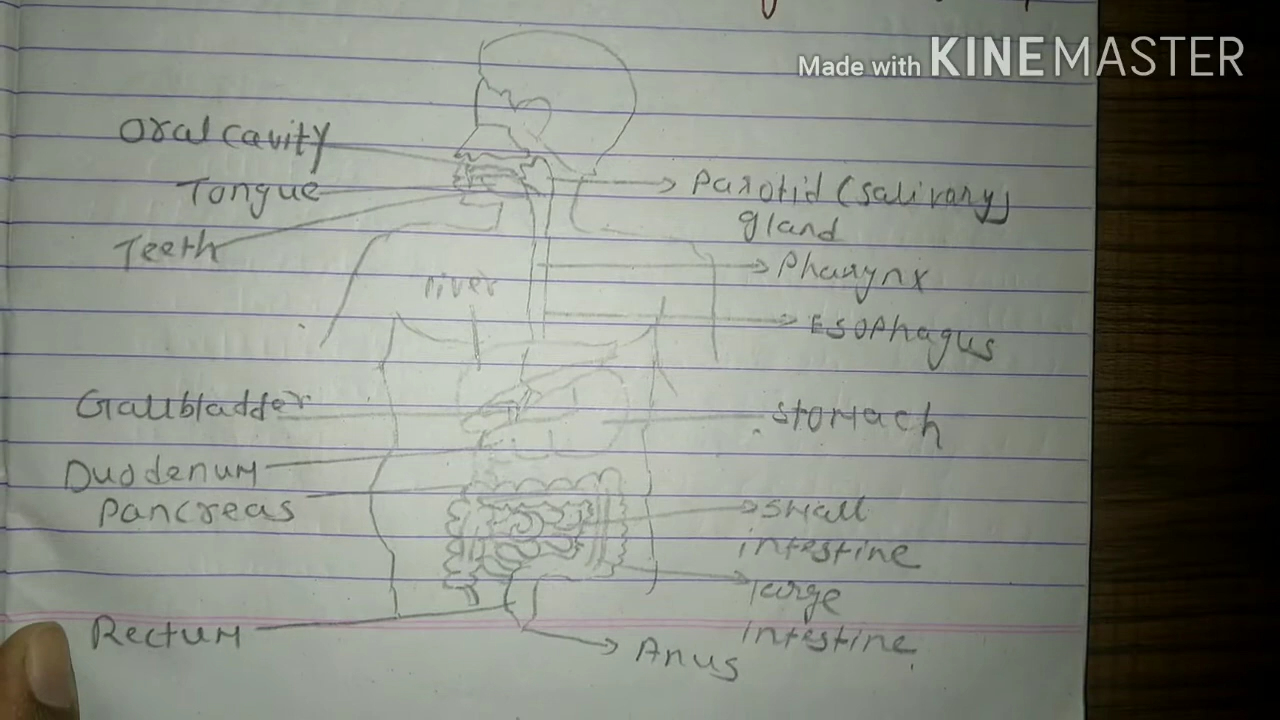 Made with KINEMASTER
Oral cavity
Tongue
Teeth
Parotid (salivary)
gland
Pharynx
liver
Esophagus
Gallbladder
Stomach
Duodenum
Pancreas
Small
intestine
large
intestine.
Rectum
Anus